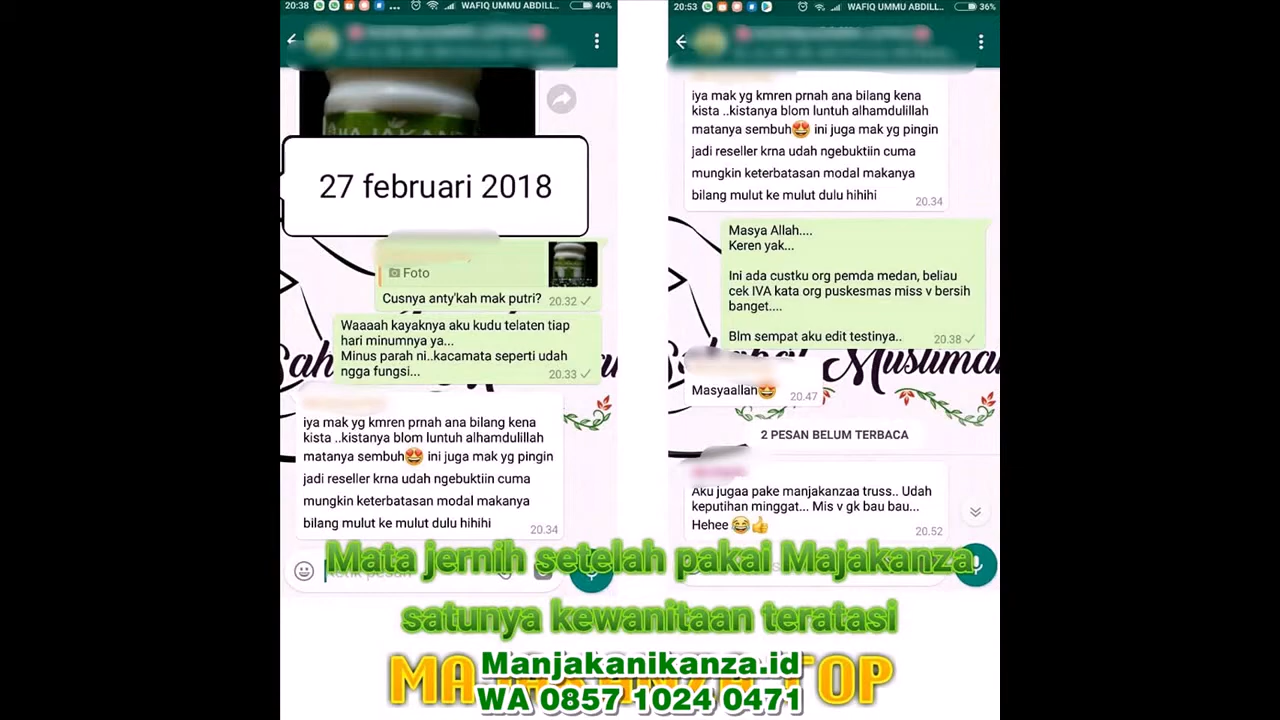 20:38
WAFIQ UMMU ABDILL...
40%
27 februari 2018
Foto
Cusnya anty'kah mak putri?
20.32
Waaaah kayaknya aku kudu telaten tiap
hari minumnya ya...
Minus parah ni..kacamata seperti udah
ngga fungsi...
20.33
iya mak yg kmren prnah ana bilang kena
kista ..kistanya blom luntuh alhamdulillah
matanya sembuh😍 ini juga mak yg pingin
jadi reseller krna udah ngebuktiin cuma
mungkin keterbatasan modal makanya
bilang mulut ke mulut dulu hihihi
20.34
20:53
WAFIQ UMMU ABDILL...
36%
iya mak yg kmren prnah ana bilang kena
kista ..kistanya blom luntuh alhamdulillah
matanya sembuh😍 ini juga mak yg pingin
jadi reseller krna udah ngebuktiin cuma
mungkin keterbatasan modal makanya
bilang mulut ke mulut dulu hihihi
20.34
Masya Allah....
Keren yak...
Ini ada custku org pemda medan, beliau
cek IVA kata org puskesmas miss v bersih
banget....
Blm sempat aku edit testinya..
20.38
Muslimah
Masyaallah😍
20.47
2 PESAN BELUM TERBACA
Aku jugaa pake manjakanzaa truss.. Udah
keputihan minggat... Mis v gk bau bau...
Hehee 😂👍
20.52
Mata jernih setelah pakai Majakanza
satunya kewanitaan teratasi
Manjakanikanza.id
WA 0857 1024 0471